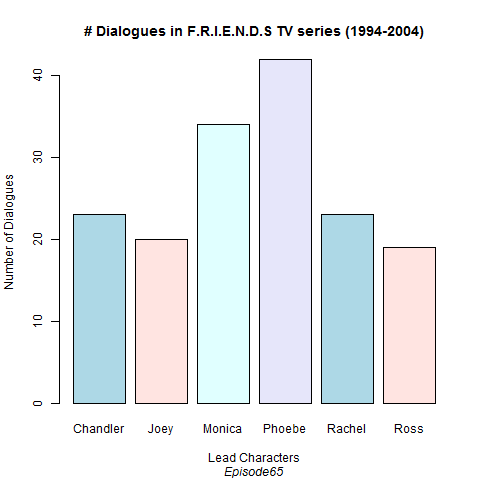 # Dialogues in F.R.I.E.N.D.S TV series (1994-2004)
Number of Dialogues
40
30
20
10
0
Chandler Joey Monica Phoebe Rachel Ross
Lead Characters
Episode65